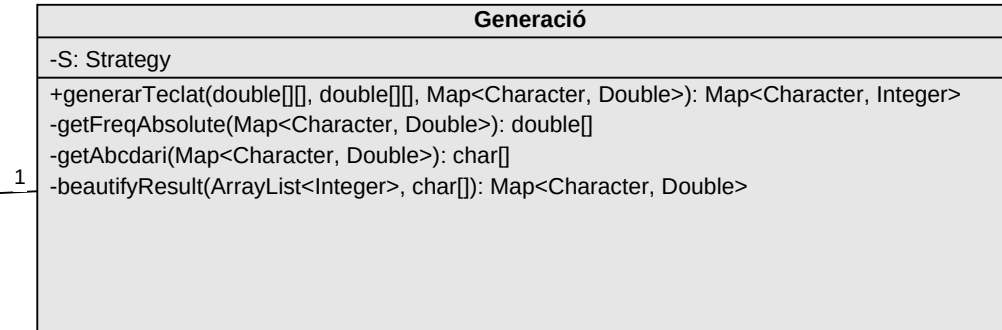 Generació
-S: Strategy
+generarTeclat(double[][], double[][], Map<Character, Double>): Map<Character, Integer>
-getFreqAbsolute(Map<Character, Double>): double[]
-getAbcdari(Map<Character, Double>): char[]
1
-beautifyResult(ArrayList<Integer>, char[]): Map<Character, Double>